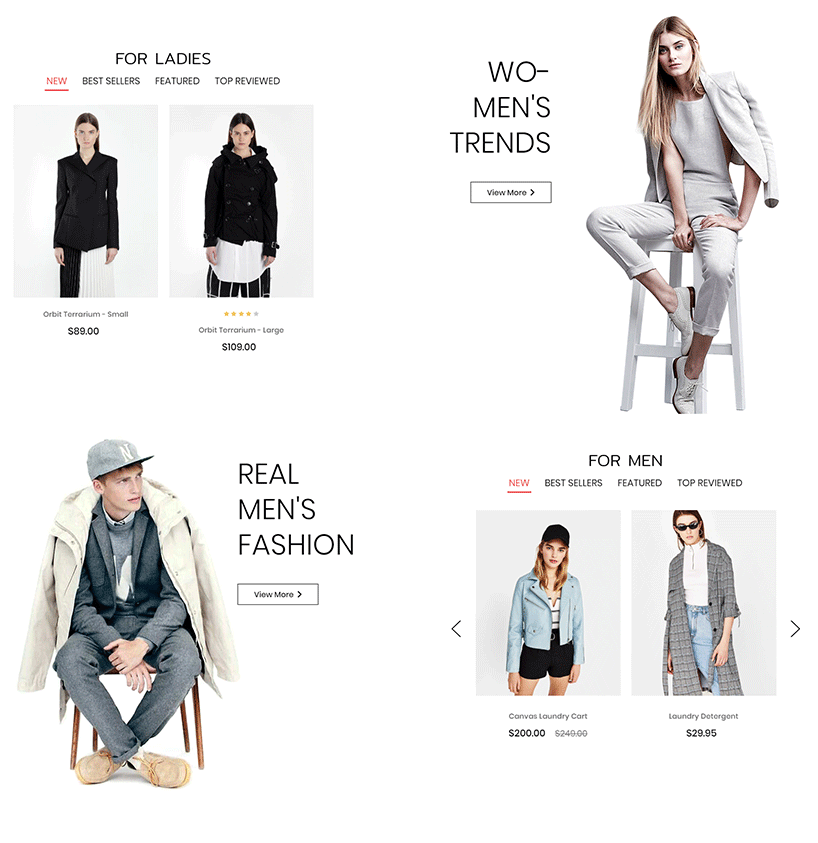 FOR LADIES
NEW BEST SELLERS FEATURED TOP REVIEWED
Orbit Terrarium - Small
$89.00
Orbit Terrarium - Large
$109.00
WO-
MEN'S
TRENDS
View More
N
REAL
MEN'S
FASHION
View More
FOR MEN
NEW BEST SELLERS FEATURED TOP REVIEWED
Canvas Laundry Cart
$200.00 $249.00
Laundry Detergent
$29.95